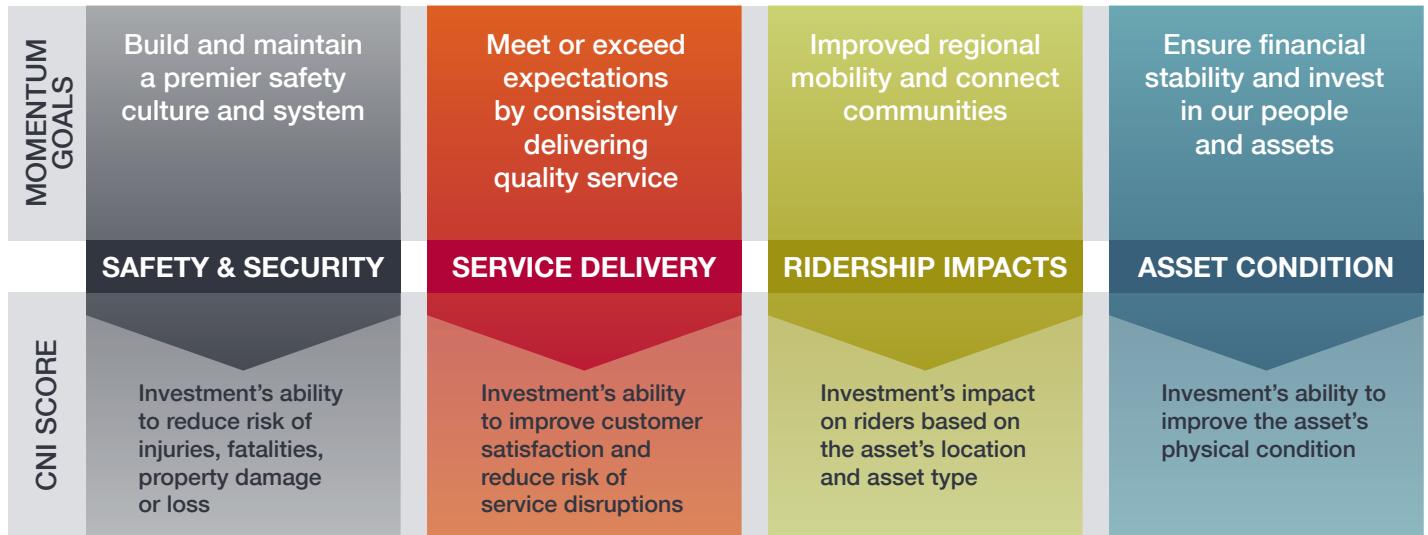 MOMENTUM
GOALS
Build and maintain
a premier safety
culture and system
Meet or exceed
expectations
by consistenly
delivering
quality service
Improved regional
mobility and connect
communities
Ensure financial
stability and invest
in our people
and assets
SAFETY & SECURITY
SERVICE DELIVERY
RIDERSHIP IMPACTS
ASSET CONDITION
CNI SCORE
Investment's ability
to reduce risk of
injuries, fatalities,
property damage
or loss
Investment's ability
to improve customer
satisfaction and
reduce risk of
service disruptions
Investment's impact
on riders based on
the asset's location
and asset type
Invesment's ability to
improve the asset's
physical condition